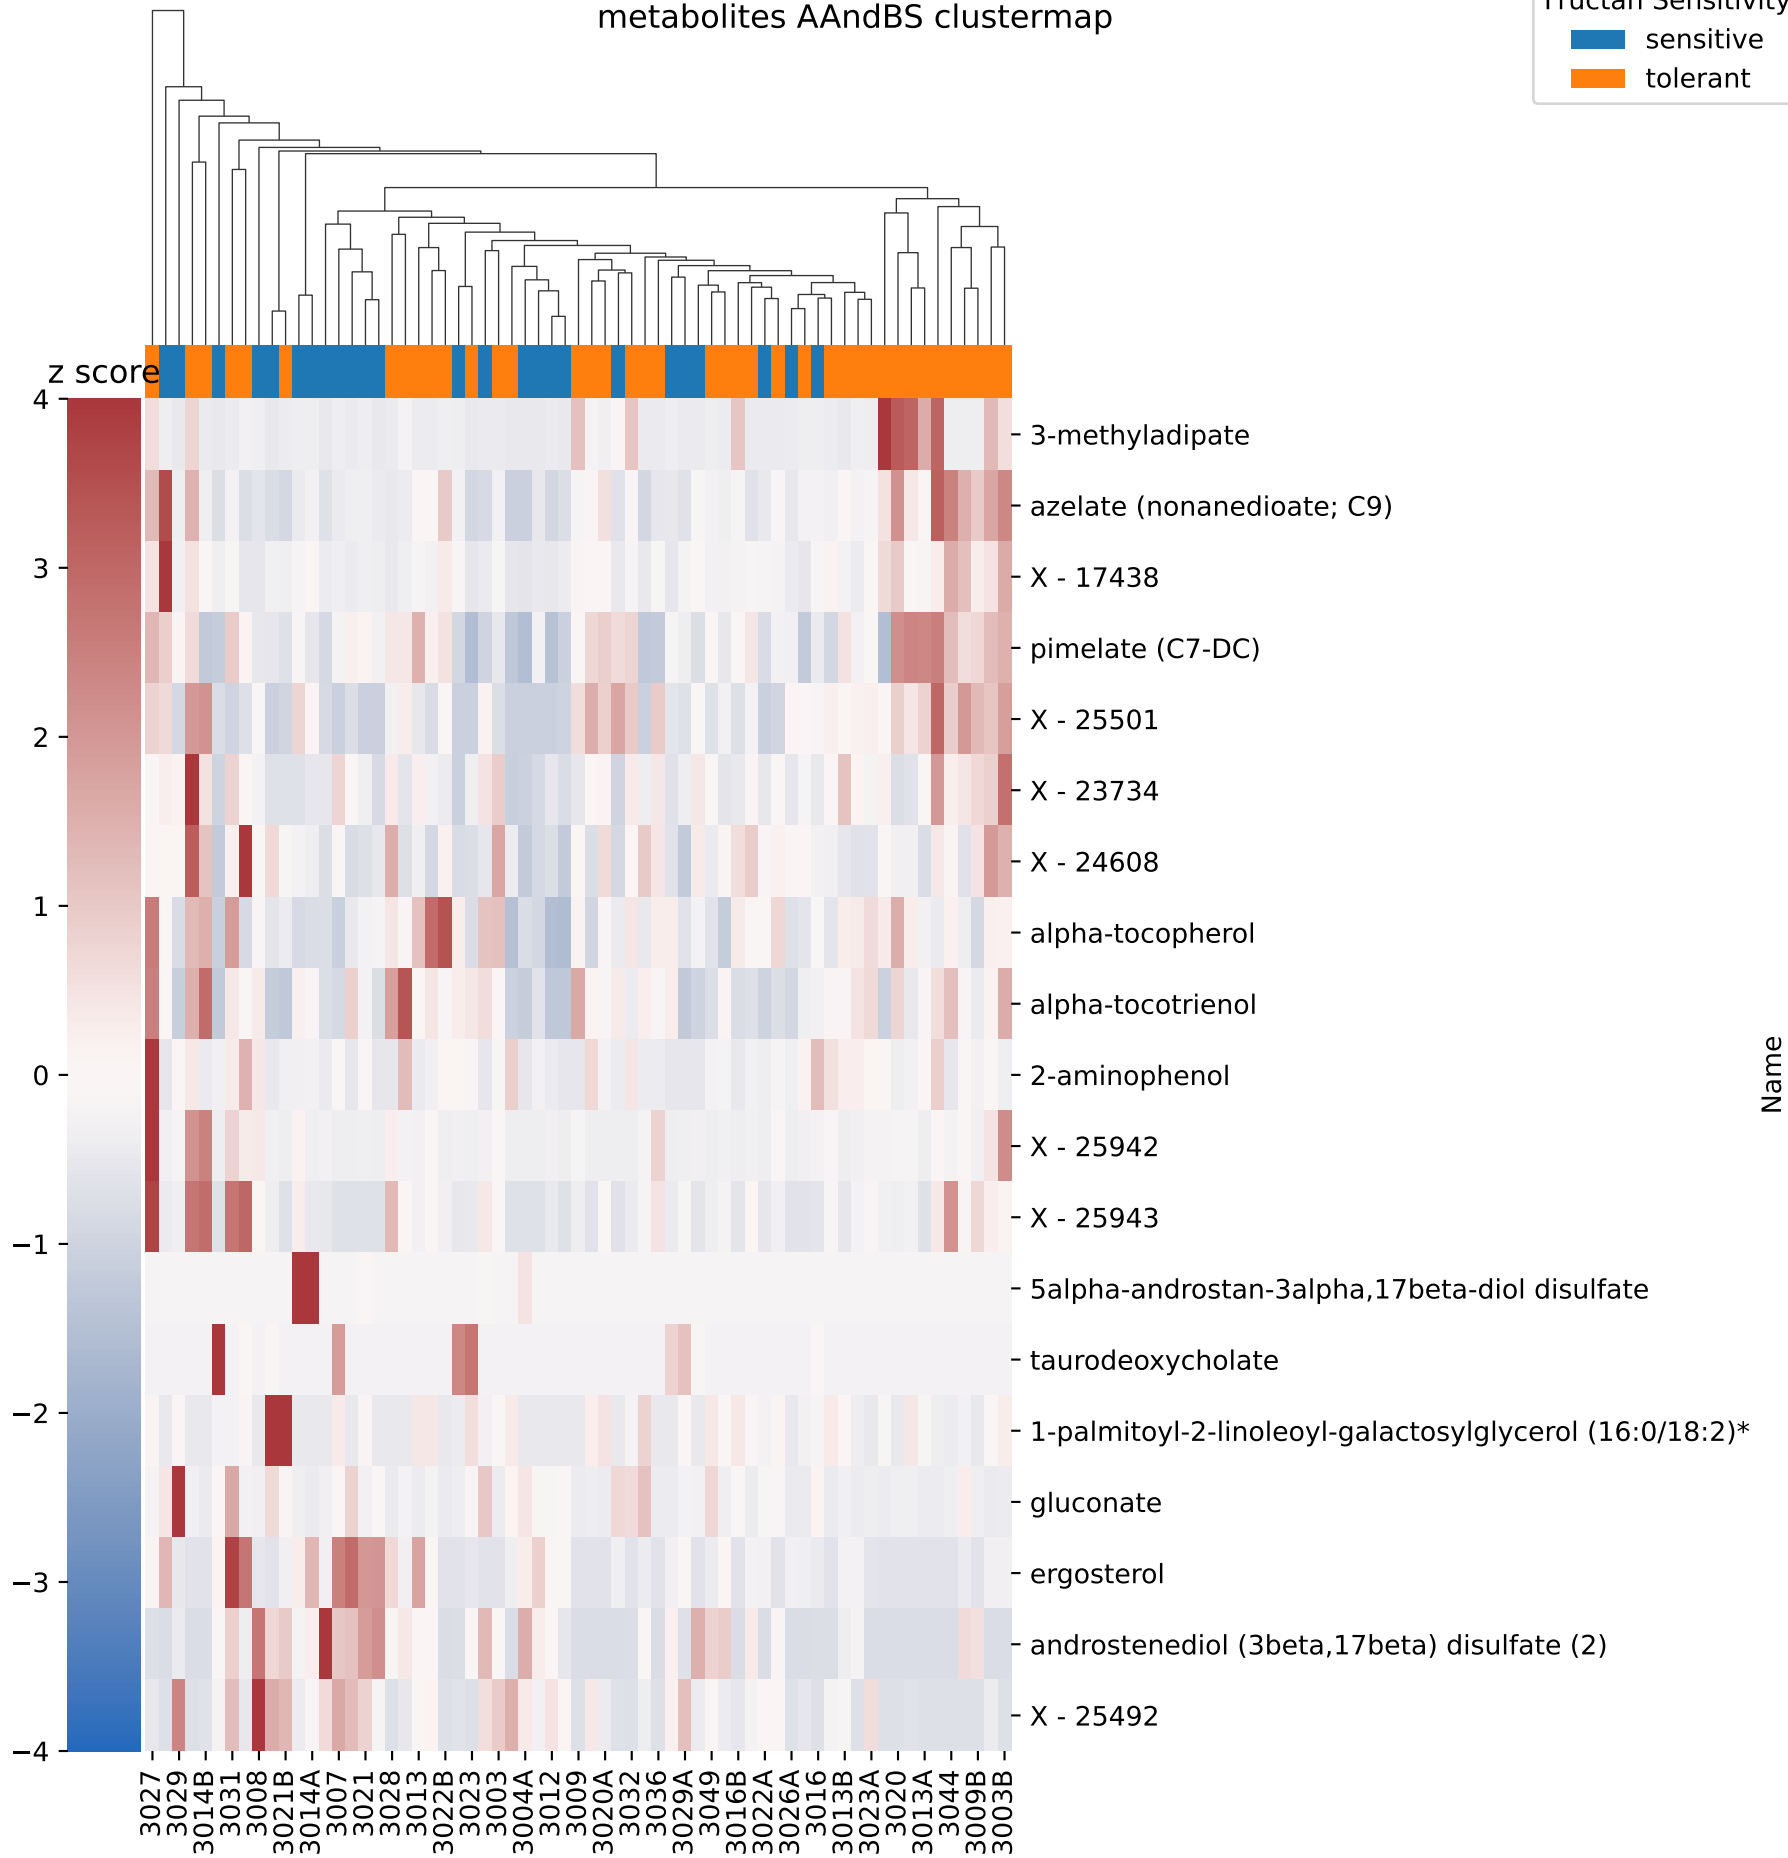 metabolites AAndBS clustermap
Fructan Sensitivity
sensitive
tolerant
z score
4
3
2
1
0
−1
−2
−3
−4
3-methyladipate
azelate (nonanedioate; C9)
X - 17438
pimelate (C7-DC)
X - 25501
X - 23734
X - 24608
alpha-tocopherol
alpha-tocotrienol
2-aminophenol
X - 25942
X - 25943
5alpha-androstan-3alpha,17beta-diol disulfate
taurodeoxycholate
1-palmitoyl-2-linoleoyl-galactosylglycerol (16:0/18:2)*
gluconate
ergosterol
androstenediol (3beta,17beta) disulfate (2)
X - 25492
Name
3027
3029
3014B
3031
3008
3021B
3014A
3007
3021
3028
3013
3022B
3023
3003
3004A
3012
3009
3020A
3032
3036
3029A
3049
3016B
3022A
3026A
3016
3013B
3023A
3020
3013A
3044
3009B
3003B